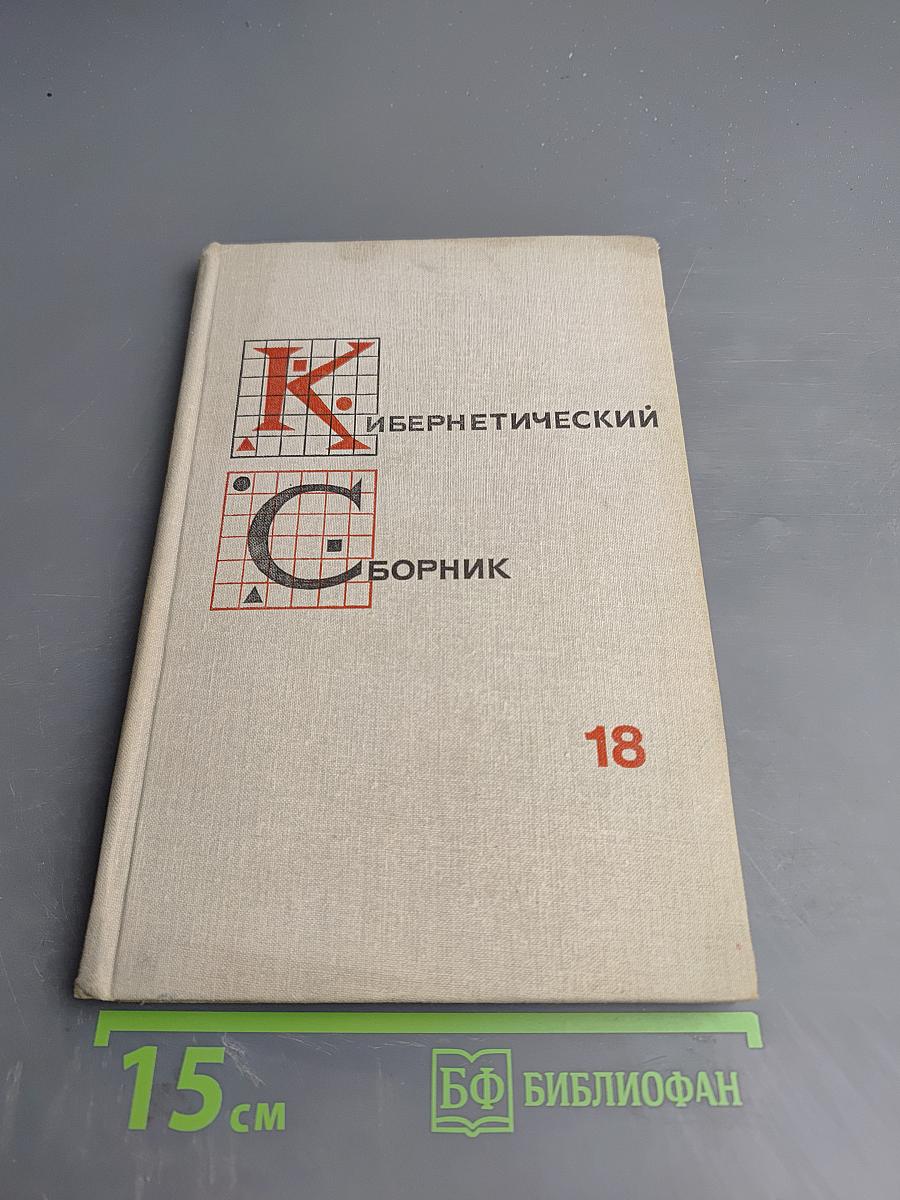 КИБЕРНЕТИЧЕСКИЙ
СБОРНИК
18
15 см
БФ БИБЛИОФАН